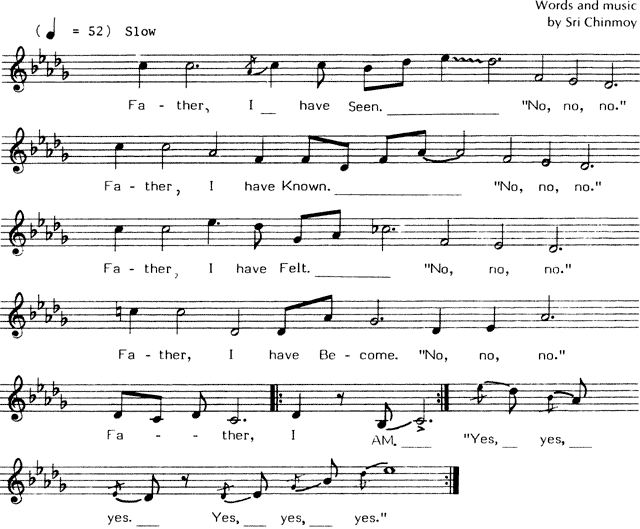 Words and music
by Sri Chinmoy
( ♩ = 52) Slow
Fa - ther, I __ have Seen. ________ "No, no, no."
Fa - ther, I have Known. ________ "No, no, no."
Fa - ther, I have Felt. ________ "No, no, no."
Fa - ther, I have Be - come. "No, no, no."
Fa - - ther, I AM. ___ "Yes, __ yes, ___
yes. ___ Yes, ___ yes, ___ yes."